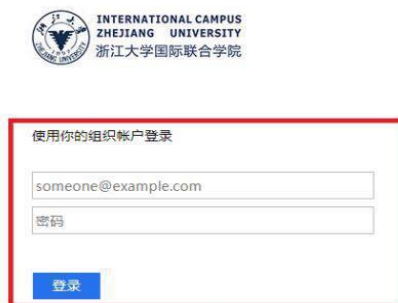 INTERNATIONAL CAMPUS
ZHEJIANG UNIVERSITY
浙江大学国际联合学院
使用你的组织帐户登录
someone@example.com
密码
登录